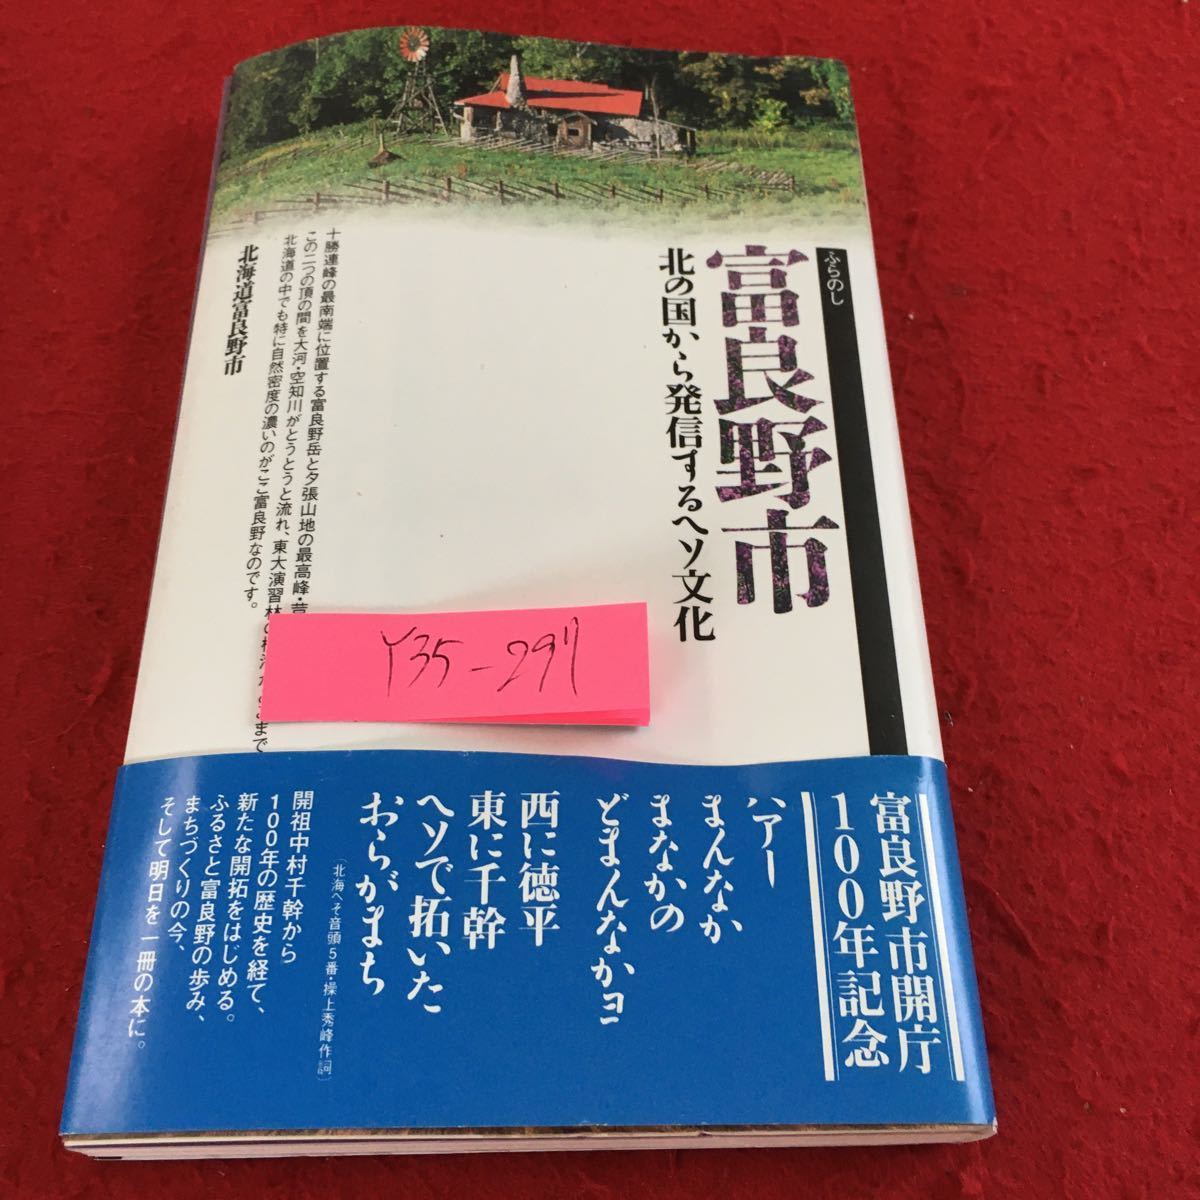 ふらのし
富良野市
北の国から発信するヘソ文化
十勝連峰の最南端に位置する富良野岳と夕張山地の最高峰・芦
この二つの頂の間を大河・空知川がとうとうと流れ、東大演習林の
まで
北海道の中でも特に自然密度の濃いのがここ富良野なのです。
北海道富良野市
Y35-297
富良野市開庁
100年記念
ハアー
まんなか
まなかの
どまんなかヨー
西に徳平
東に千幹
ヘソで拓いた
おらがまち
(北海へそ音頭5番・操上秀峰作詞)
開祖中村千幹から
100年の歴史を経て、
新たな開拓をはじめる。
ふるさと富良野の歩み、
まちづくりの今、
そして明日を一冊の本に。